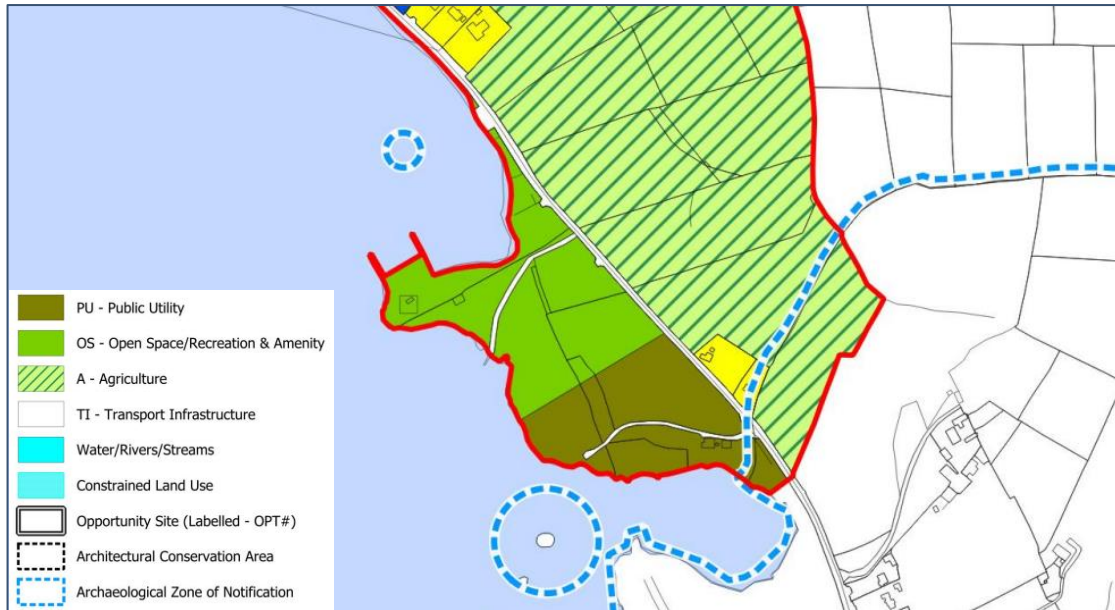 PU - Public Utility
OS - Open Space/Recreation & Amenity
A - Agriculture
TI - Transport Infrastructure
Water/Rivers/Streams
Constrained Land Use
Opportunity Site (Labelled - OPT#)
Architectural Conservation Area
Archaeological Zone of Notification